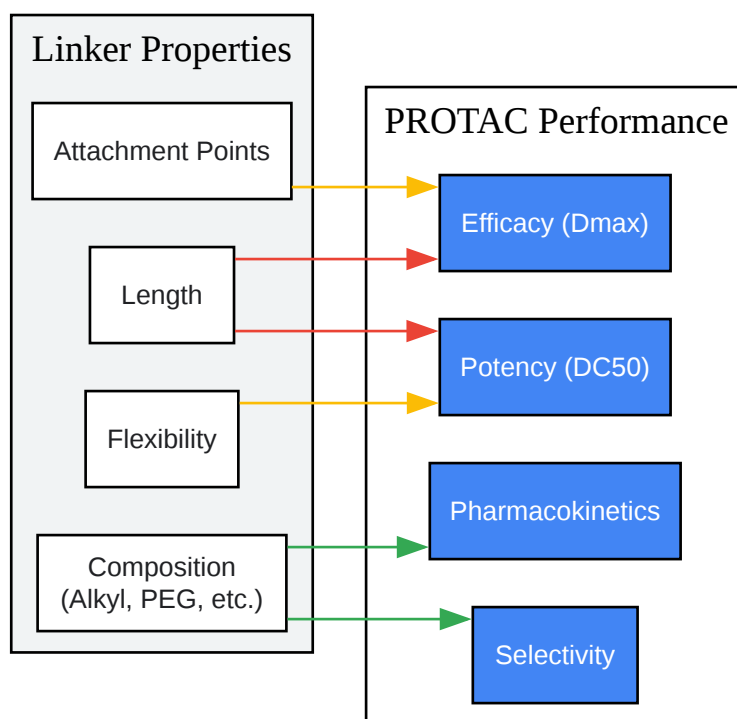 Linker Properties
Attachment Points
Length
Flexibility
Composition
(Alkyl, PEG, etc.)
PROTAC Performance
Efficacy (Dmax)
Potency (DC50)
Pharmacokinetics
Selectivity